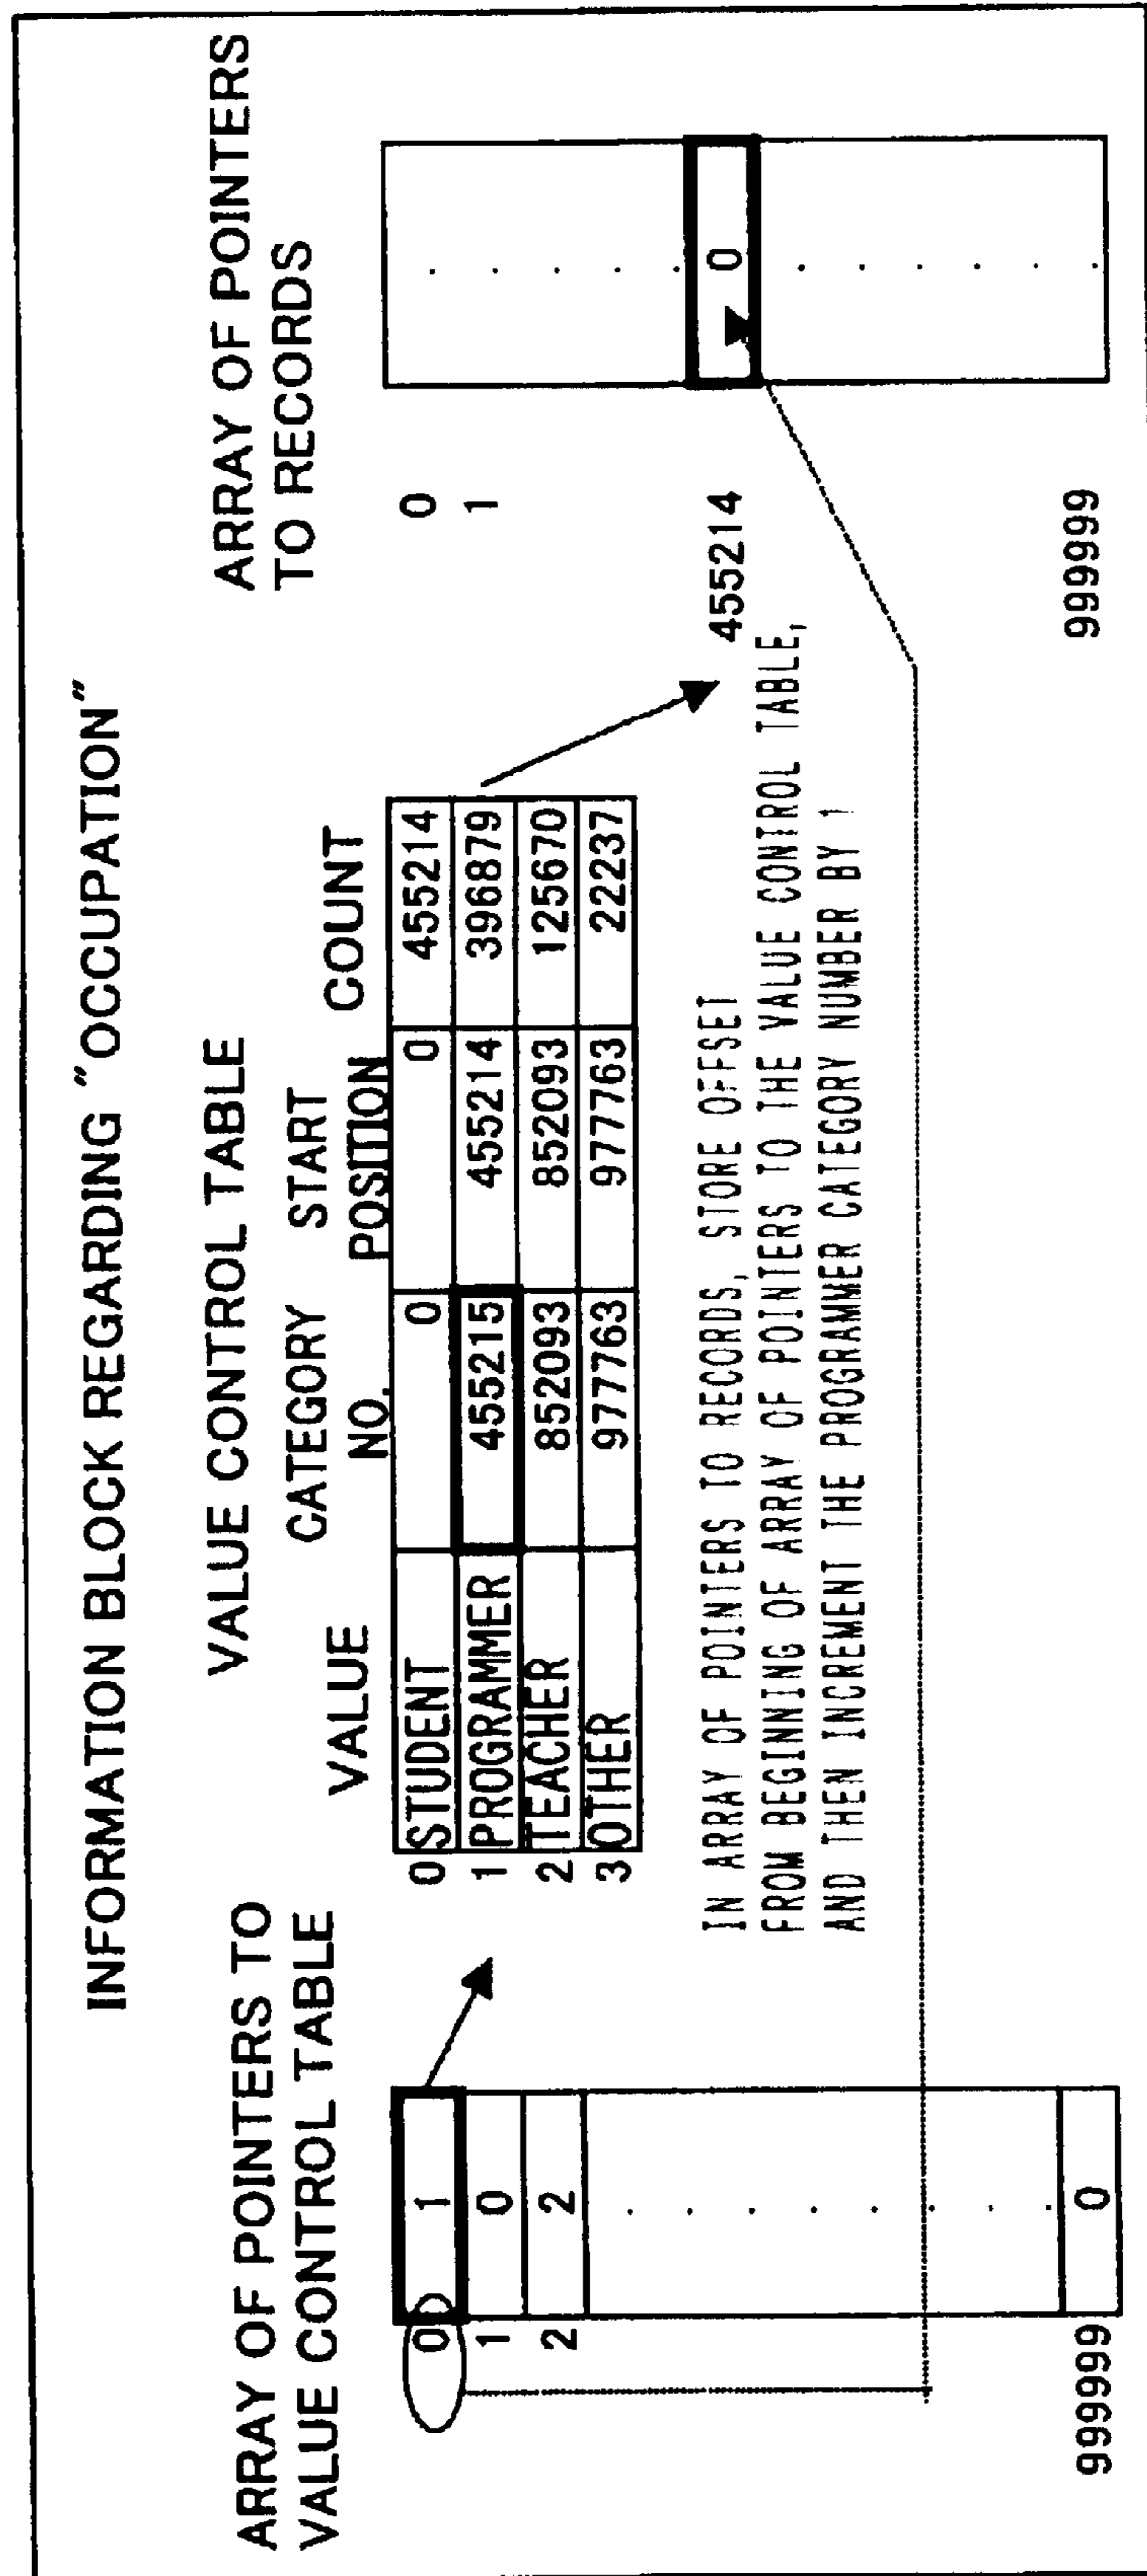 INFORMATION BLOCK REGARDING "OCCUPATION"
ARRAY OF POINTERS TO
VALUE CONTROL TABLE
0 1
1 0
2 2
. . . . . . .
999999 0
VALUE CONTROL TABLE
VALUE CATEGORY NO. START POSITION COUNT
0 STUDENT 0 0 455214
1 PROGRAMMER 455215 455214 396879
2 TEACHER 852093 852093 125670
3 OTHER 977763 977763 22237
ARRAY OF POINTERS
TO RECORDS
0
1
455214 0
999999
IN ARRAY OF POINTERS TO RECORDS, STORE OFFSET
FROM BEGINNING OF ARRAY OF POINTERS TO THE VALUE CONTROL TABLE,
AND THEN INCREMENT THE PROGRAMMER CATEGORY NUMBER BY 1